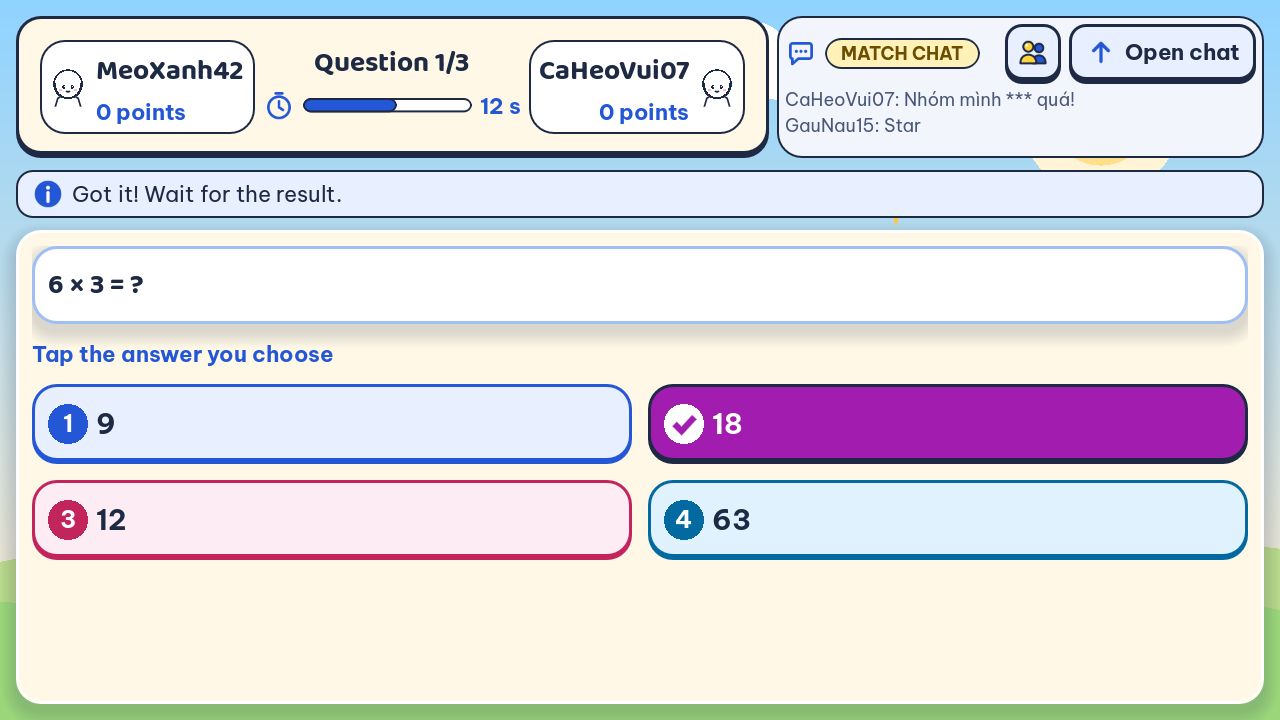 MeoXanh42
0 points
Question 1/3
12 s
CaHeoVui07
0 points
MATCH CHAT
Open chat
CaHeoVui07: Nhóm mình *** quá!
GauNau15: Star
Got it! Wait for the result.
6 × 3 = ?
Tap the answer you choose
1 9
18
3 12
4 63